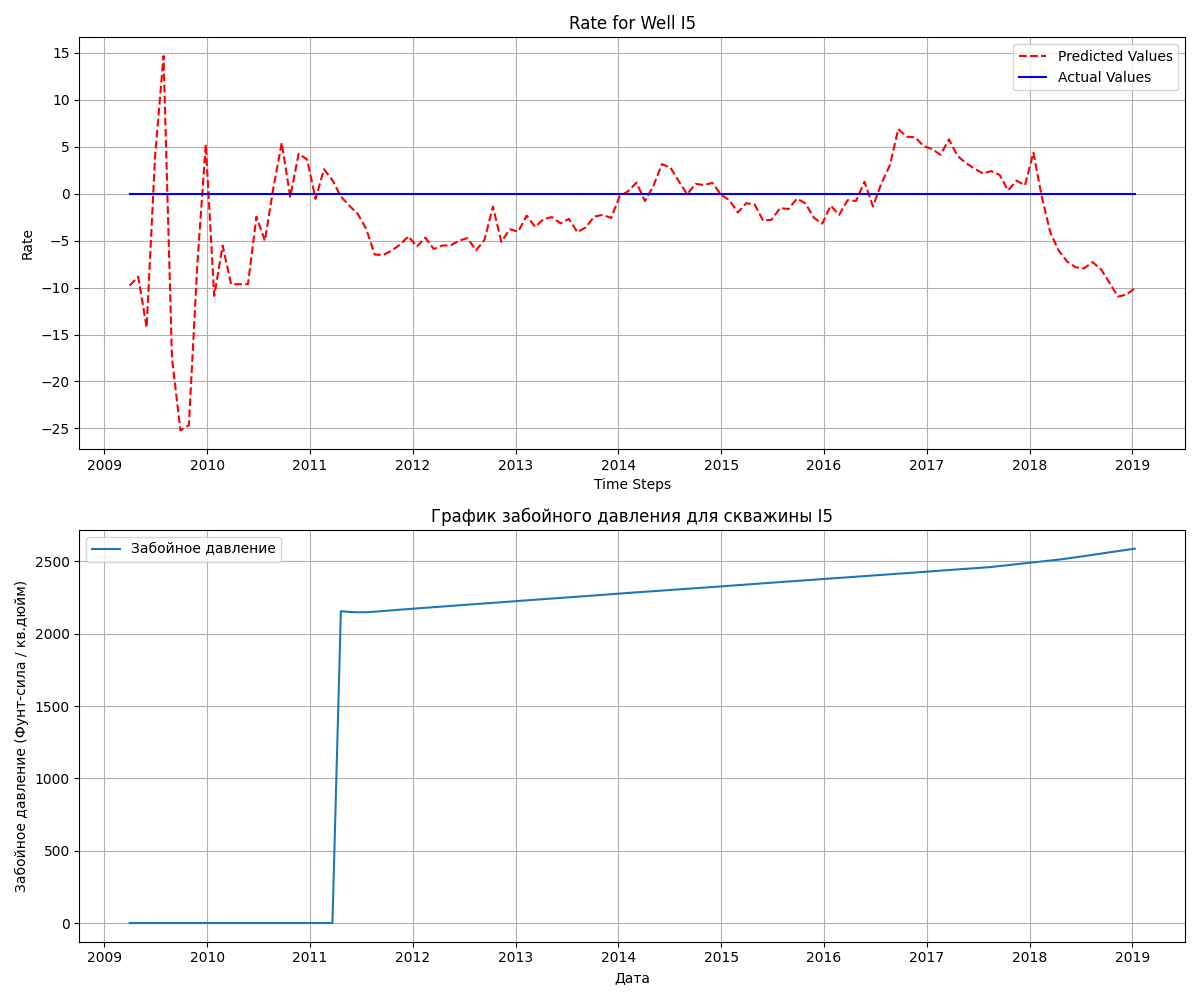 Rate for Well I5
Predicted Values
Actual Values
15
10
5
0
−5
−10
−15
−20
−25
Rate
2009 2010 2011 2012 2013 2014 2015 2016 2017 2018 2019
Time Steps
График забойного давления для скважины I5
Забойное давление
2500
2000
1500
1000
500
0
Забойное давление (Фунт-сила / кв.дюйм)
2009 2010 2011 2012 2013 2014 2015 2016 2017 2018 2019
Дата